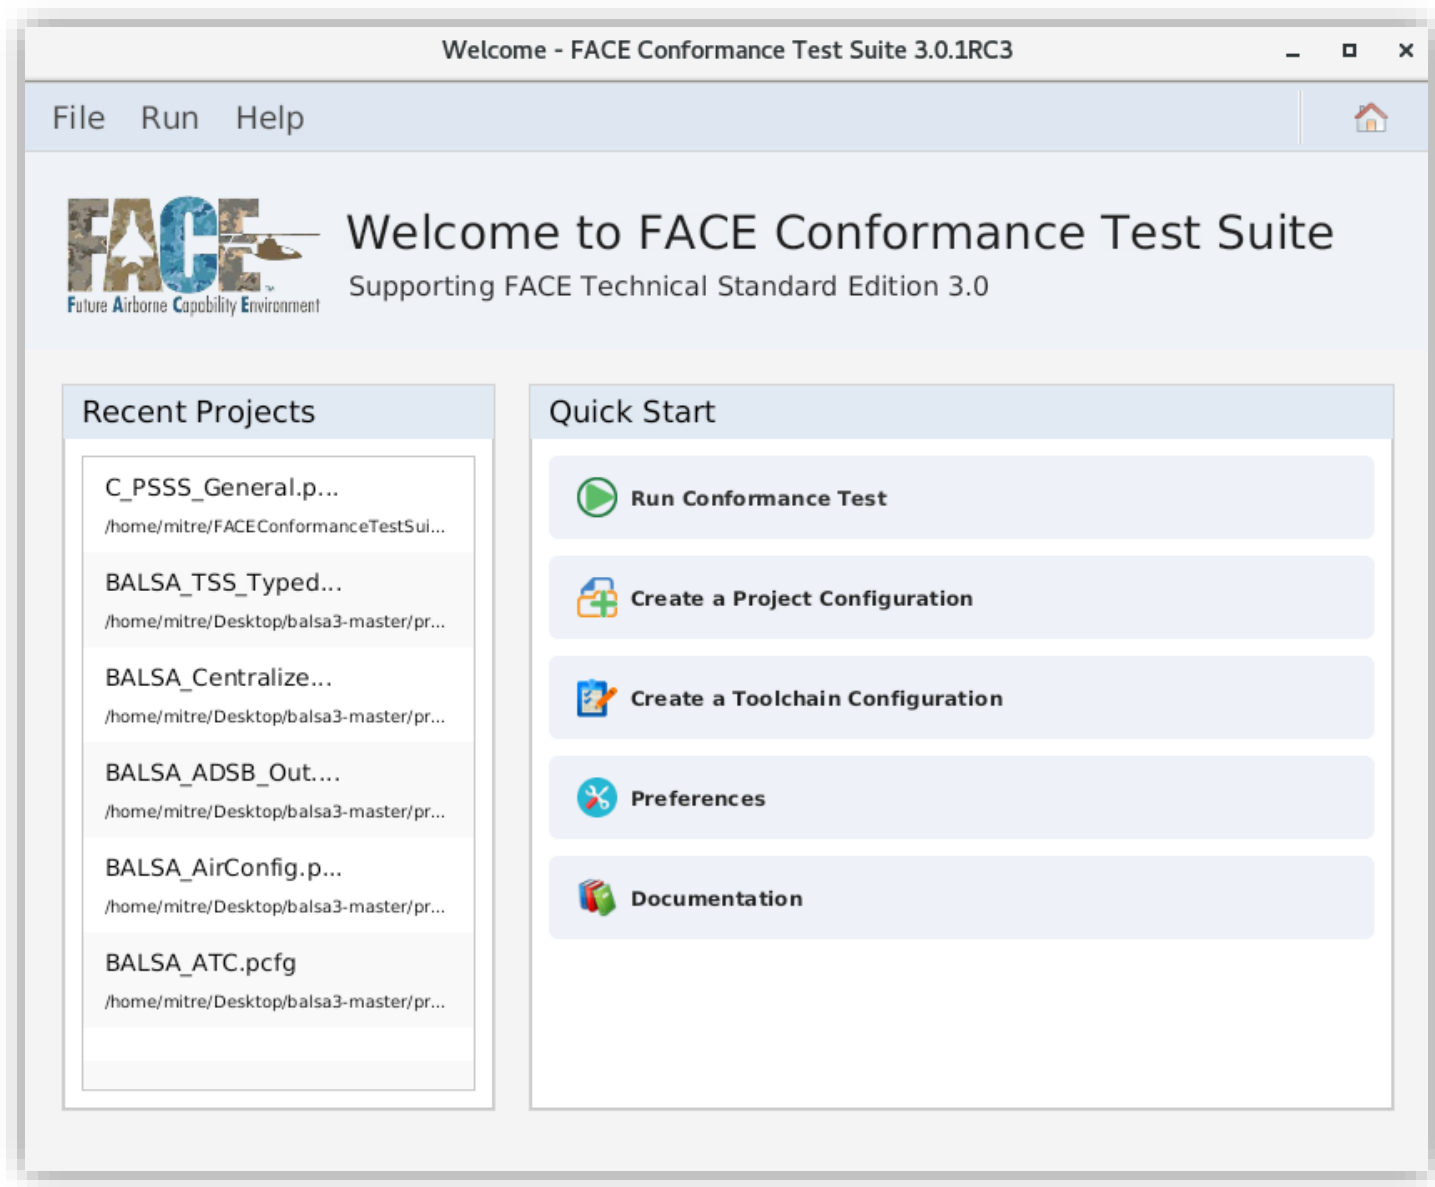 Welcome - FACE Conformance Test Suite 3.0.1RC3
File Run Help
FACE
Future Airborne Capability Environment
TM
Welcome to FACE Conformance Test Suite
Supporting FACE Technical Standard Edition 3.0
Recent Projects
C_PSSS_General.p...
/home/mitre/FACEConformanceTestSui...
BALSA_TSS_Typed...
/home/mitre/Desktop/balsa3-master/pr...
BALSA_Centralize...
/home/mitre/Desktop/balsa3-master/pr...
BALSA_ADSB_Out....
/home/mitre/Desktop/balsa3-master/pr...
BALSA_AirConfig.p...
/home/mitre/Desktop/balsa3-master/pr...
BALSA_ATC.pcfg
/home/mitre/Desktop/balsa3-master/pr...
Quick Start
Run Conformance Test
Create a Project Configuration
Create a Toolchain Configuration
Preferences
Documentation